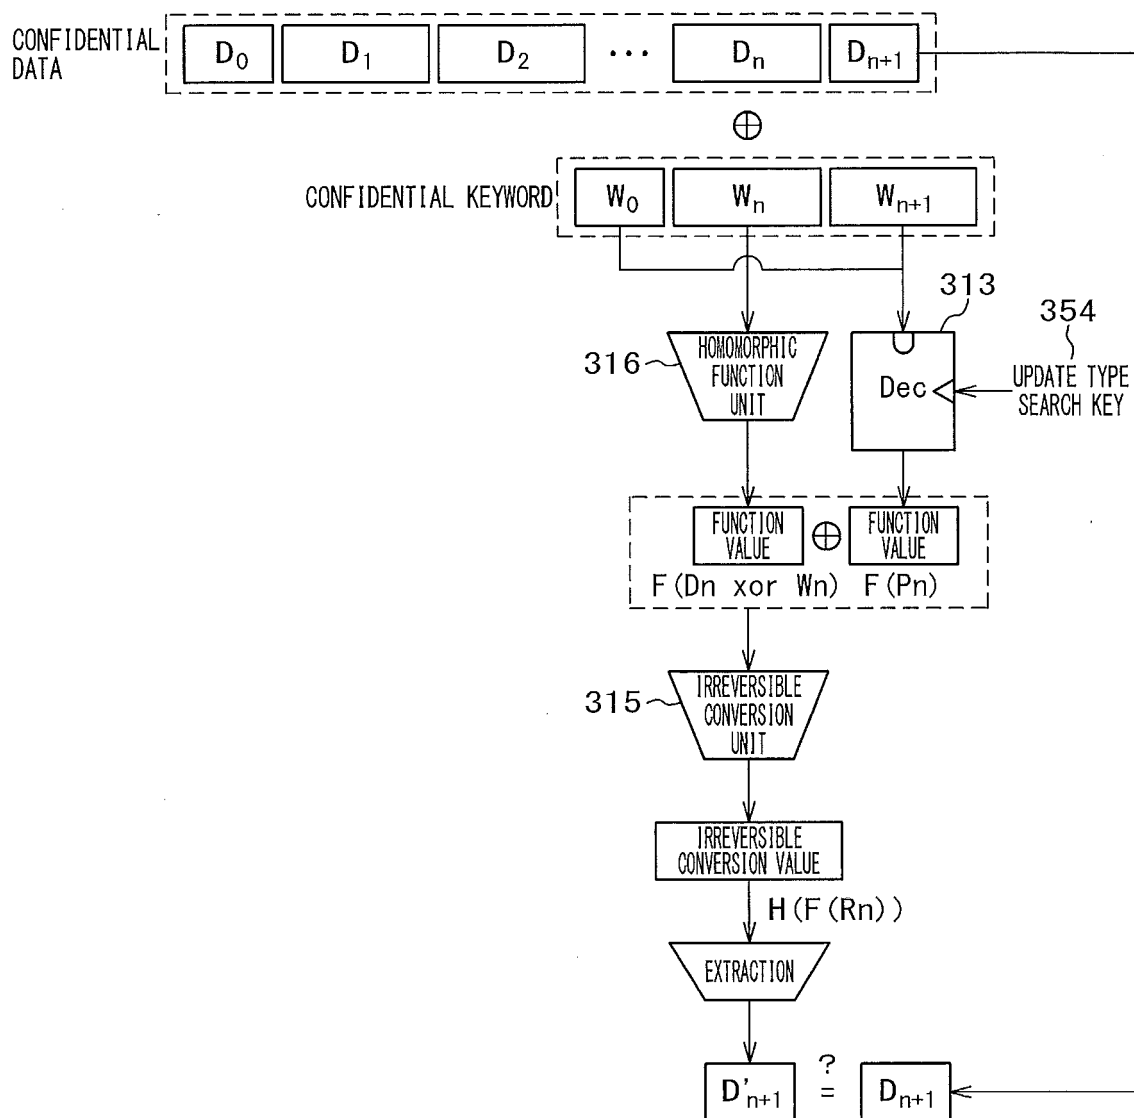 CONFIDENTIAL
DATA
D0 D1 D2 ... Dn Dn+1
⊕
CONFIDENTIAL KEYWORD
W0 Wn Wn+1
313
354
316
HOMOMORPHIC
FUNCTION
UNIT
Dec
UPDATE TYPE
SEARCH KEY
FUNCTION
VALUE
⊕
FUNCTION
VALUE
F(Dn xor Wn) F(Pn)
315
IRREVERSIBLE
CONVERSION
UNIT
IRREVERSIBLE
CONVERSION VALUE
H(F(Rn))
EXTRACTION
D'n+1 ?= Dn+1